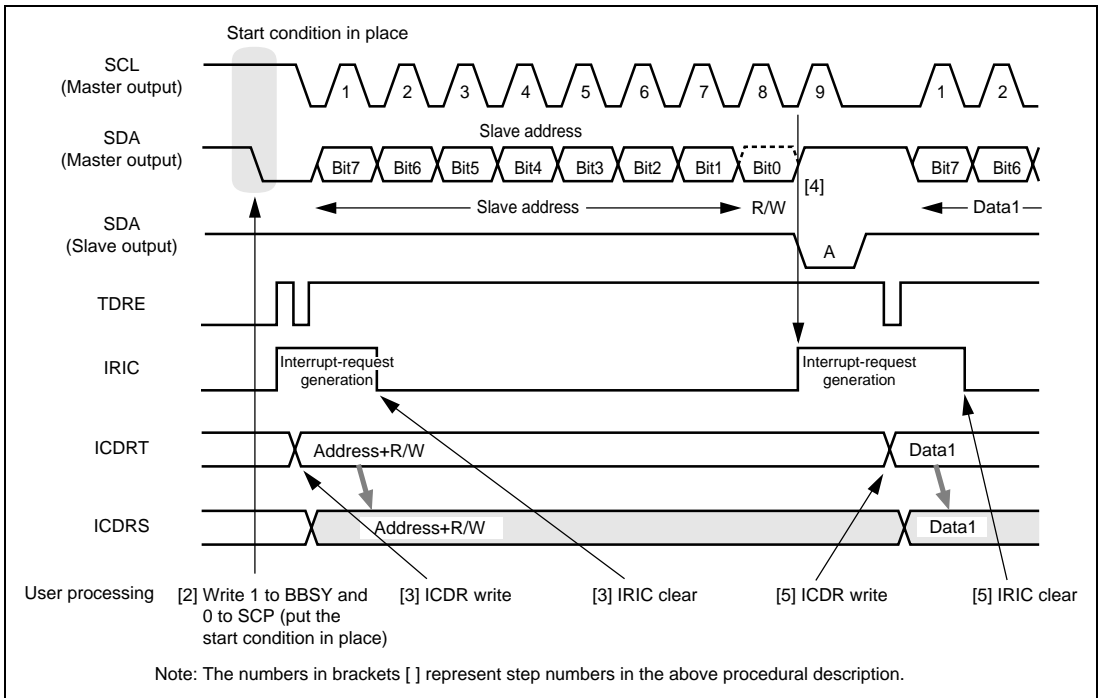 Start condition in place
SCL
(Master output)
1 2 3 4 5 6 7 8 9 1 2
SDA
(Master output)
Slave address
Bit7 Bit6 Bit5 Bit4 Bit3 Bit2 Bit1 Bit0 Bit7 Bit6
[4]
Slave address R/W Data1
SDA
(Slave output)
A
TDRE
IRIC
Interrupt-request
generation
Interrupt-request
generation
ICDRT
Address+R/W Data1
ICDRS
Address+R/W Data1
User processing
[2] Write 1 to BBSY and
0 to SCP (put the
start condition in place)
[3] ICDR write
[3] IRIC clear
[5] ICDR write
[5] IRIC clear
Note: The numbers in brackets [ ] represent step numbers in the above procedural description.